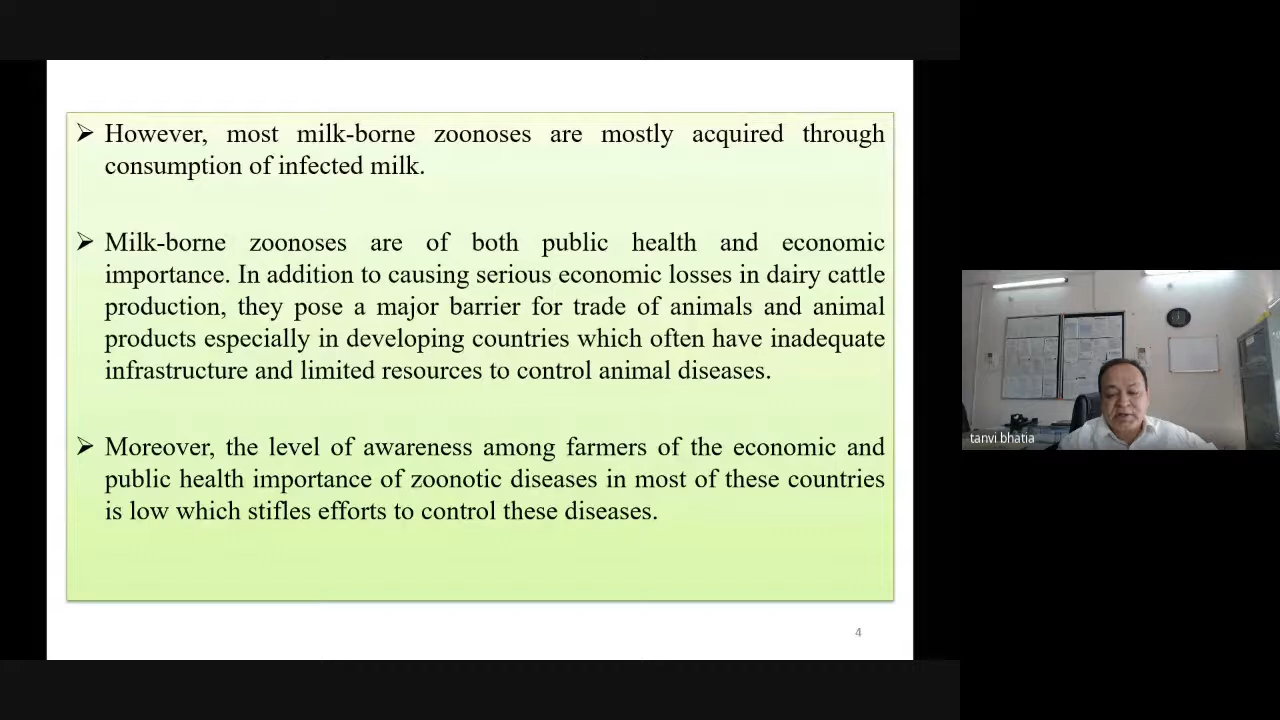 However, most milk-borne zoonoses are mostly acquired through
consumption of infected milk.
Milk-borne zoonoses are of both public health and economic
importance. In addition to causing serious economic losses in dairy cattle
production, they pose a major barrier for trade of animals and animal
products especially in developing countries which often have inadequate
infrastructure and limited resources to control animal diseases.
Moreover, the level of awareness among farmers of the economic and
public health importance of zoonotic diseases in most of these countries
is low which stifles efforts to control these diseases.
4
tanvi bhatia